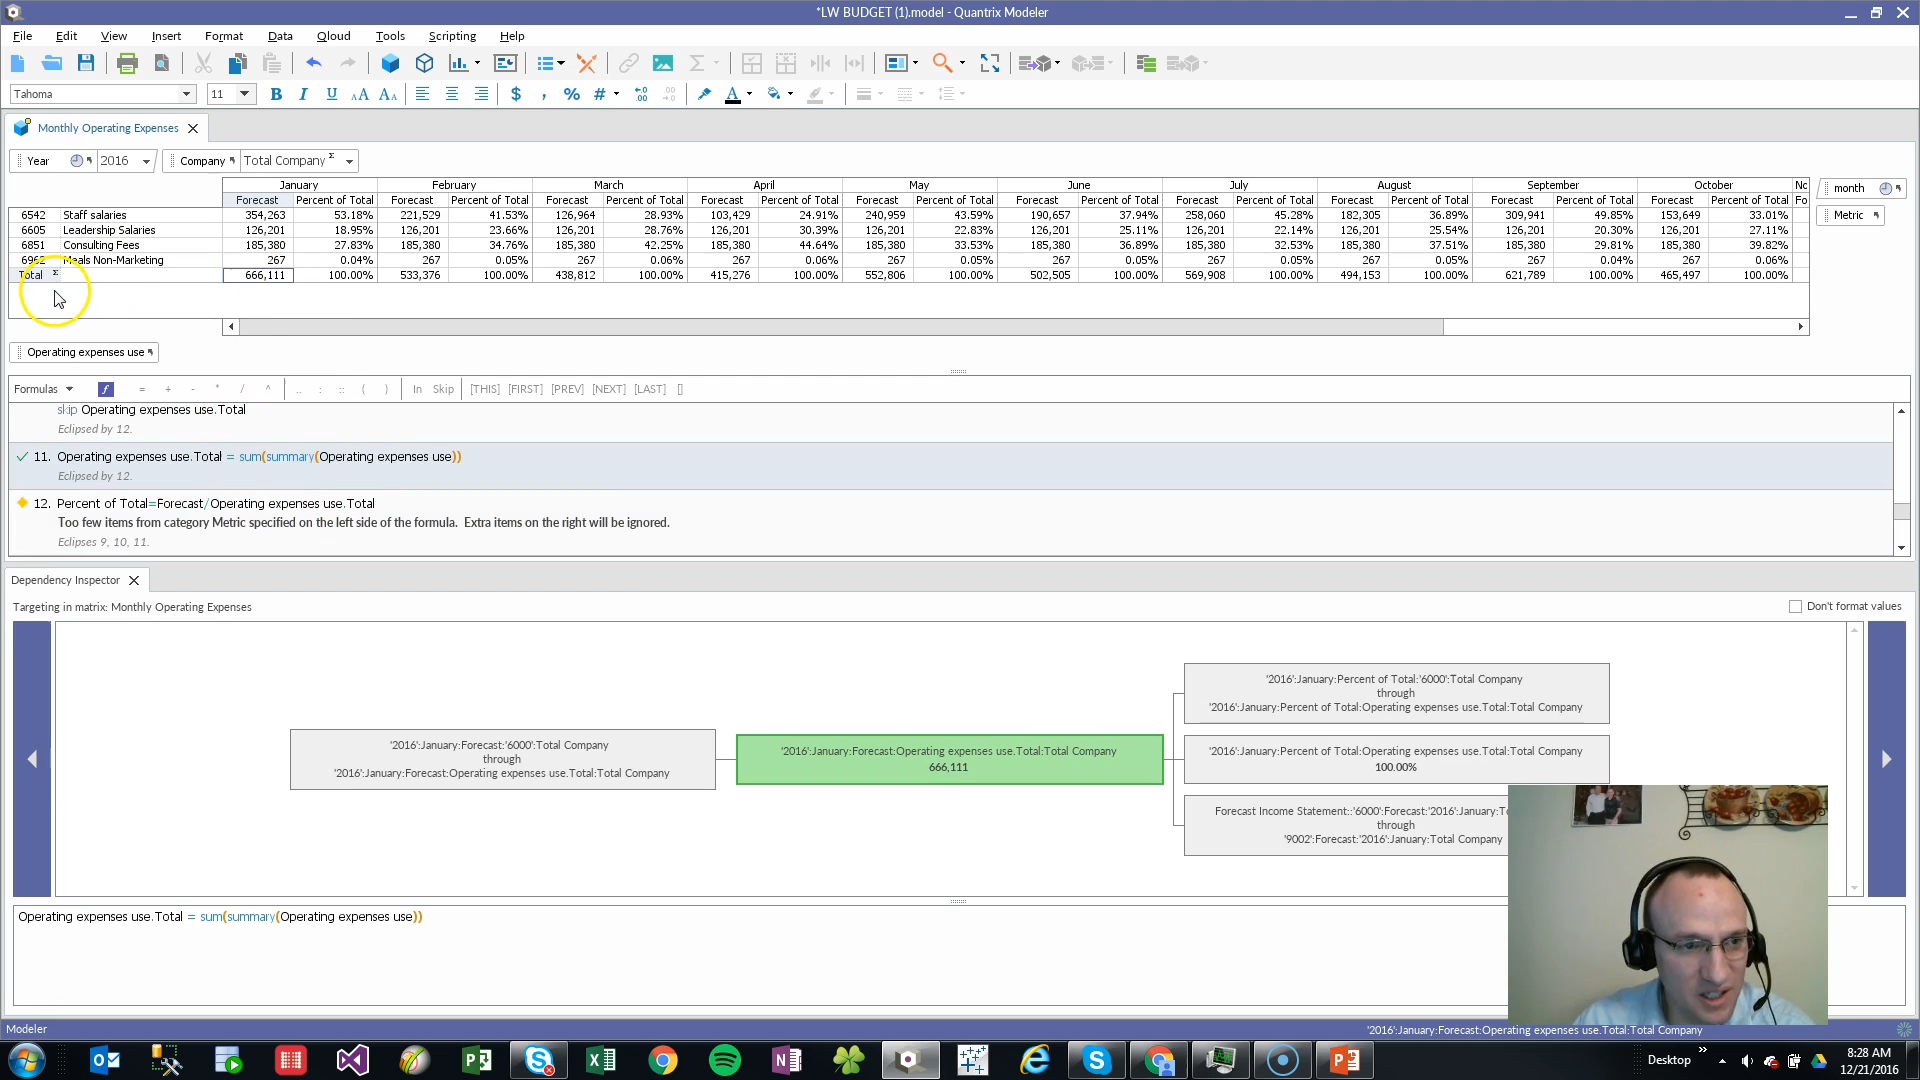 *LW BUDGET (1).model - Quantrix Modeler
File Edit View Insert Format Data Qloud Tools Scripting Help
Tahoma 11 B I U AA AA $ , % #
Monthly Operating Expenses
Year 2016 Company Total Company Σ
January February March April May June July August September October No
Forecast Percent of Total Forecast Percent of Total Forecast Percent of Total Forecast Percent of Total Forecast Percent of Total Forecast Percent of Total Forecast Percent of Total Forecast Percent of Total Forecast Percent of Total Forecast Percent of Total Fo
6542 Staff salaries 354,263 53.18% 221,529 41.53% 126,964 28.93% 103,429 24.91% 240,959 43.59% 190,657 37.94% 258,060 45.28% 182,305 36.89% 309,941 49.85% 153,649 33.01%
6605 Leadership Salaries 126,201 18.95% 126,201 23.66% 126,201 28.76% 126,201 30.39% 126,201 22.83% 126,201 25.11% 126,201 22.14% 126,201 25.54% 126,201 20.30% 126,201 27.11%
6851 Consulting Fees 185,380 27.83% 185,380 34.76% 185,380 42.25% 185,380 44.64% 185,380 33.53% 185,380 36.89% 185,380 32.53% 185,380 37.51% 185,380 29.81% 185,380 39.82%
6962 Meals Non-Marketing 267 0.04% 267 0.05% 267 0.06% 267 0.06% 267 0.05% 267 0.05% 267 0.05% 267 0.05% 267 0.04% 267 0.06%
Total Σ 666,111 100.00% 533,376 100.00% 438,812 100.00% 415,276 100.00% 552,806 100.00% 502,505 100.00% 569,908 100.00% 494,153 100.00% 621,789 100.00% 465,497 100.00%
month
Metric
Operating expenses use
Formulas f = + - * / ^ .. : :: ( ) In Skip [THIS] [FIRST] [PREV] [NEXT] [LAST] []
skip Operating expenses use.Total
Eclipsed by 12.
11. Operating expenses use.Total = sum(summary(Operating expenses use))
Eclipsed by 12.
12. Percent of Total=Forecast/Operating expenses use.Total
Too few items from category Metric specified on the left side of the formula. Extra items on the right will be ignored.
Eclipses 9, 10, 11.
Dependency Inspector
Targeting in matrix: Monthly Operating Expenses
Don't format values
'2016':January:Forecast:'6000':Total Company
through
'2016':January:Forecast:Operating expenses use.Total:Total Company
'2016':January:Forecast:Operating expenses use.Total:Total Company
666,111
'2016':January:Percent of Total:'6000':Total Company
through
'2016':January:Percent of Total:Operating expenses use.Total:Total Company
'2016':January:Percent of Total:Operating expenses use.Total:Total Company
100.00%
Forecast Income Statement::'6000':Forecast:'2016':January:To
through
'9002':Forecast:'2016':January:Total Company
Operating expenses use.Total = sum(summary(Operating expenses use))
Modeler
'2016':January:Forecast:Operating expenses use.Total:Total Company
Desktop
8:28 AM
12/21/2016